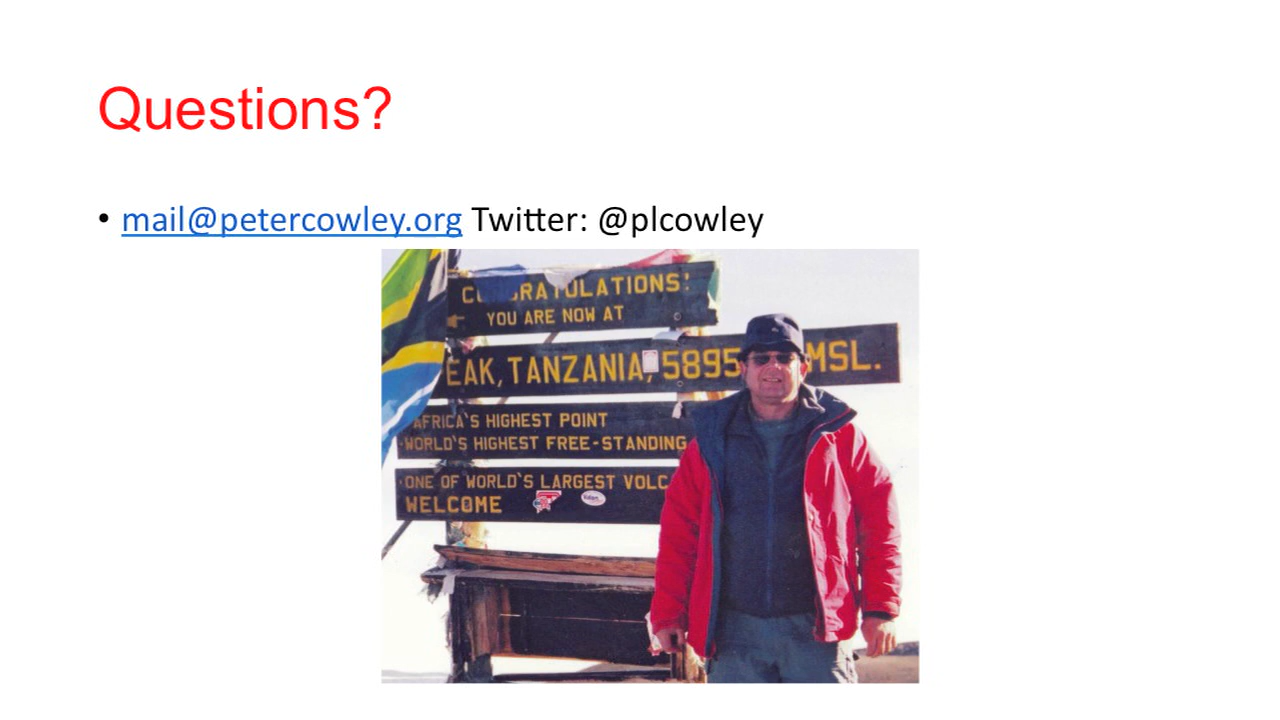 Questions?
• mail@petercowley.org Twitter: @plcowley
CONGRATULATIONS!
YOU ARE NOW AT
EAK, TANZANIA, 5895 MSL.
AFRICA'S HIGHEST POINT
WORLD'S HIGHEST FREE-STANDING
ONE OF WORLD'S LARGEST VOLC
WELCOME